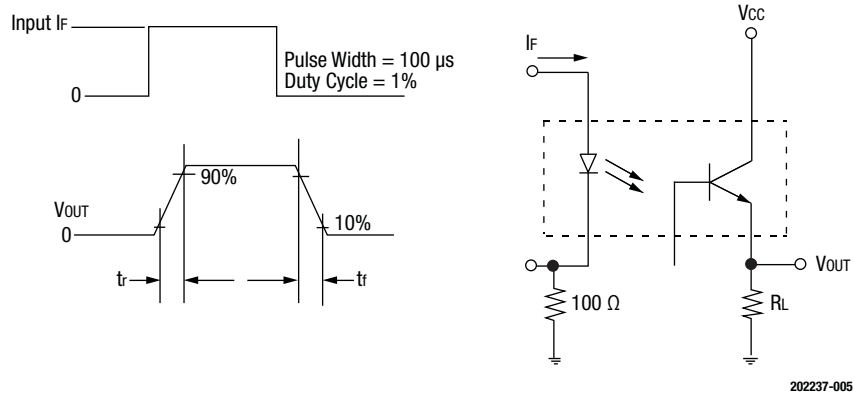 Input IF
Pulse Width = 100 µs
Duty Cycle = 1%
0
90%
VOUT
0
10%
tr
tf
VCC
IF
VOUT
100 Ω
RL
202237-005